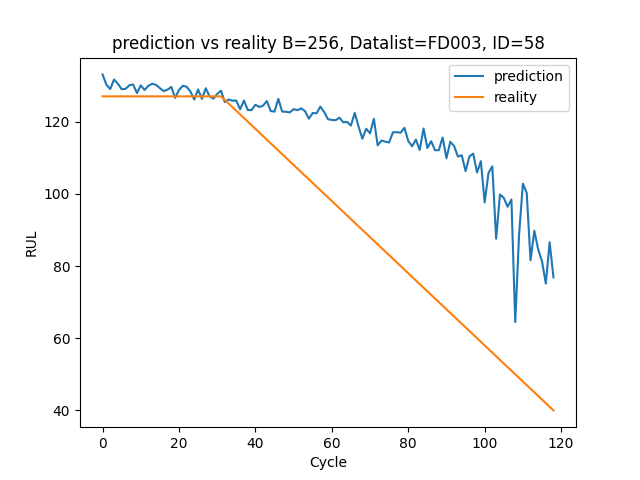 prediction vs reality B=256, Datalist=FD003, ID=58
prediction
reality
RUL
120
100
80
60
40
0 20 40 60 80 100 120
Cycle